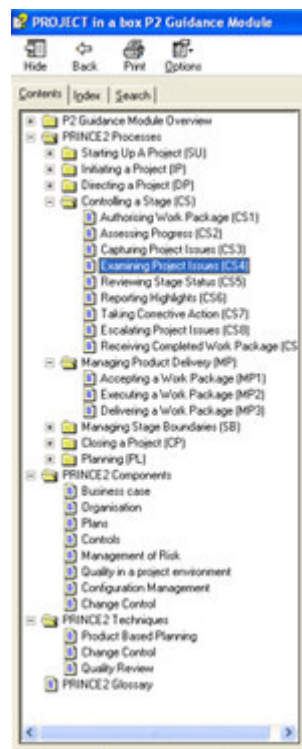 PROJECT in a box P2 Guidance Module
Hide Back Print Options
Contents Index Search
P2 Guidance Module Overview
PRINCE2 Processes
Starting Up A Project (SU)
Initiating a Project (IP)
Directing a Project (DP)
Controlling a Stage (CS)
Authorising Work Package (CS1)
Assessing Progress (CS2)
Capturing Project Issues (CS3)
Examining Project Issues (CS4)
Reviewing Stage Status (CS5)
Reporting Highlights (CS6)
Taking Corrective Action (CS7)
Escalating Project Issues (CS8)
Receiving Completed Work Package (CS
Managing Product Delivery (MP)
Accepting a Work Package (MP1)
Executing a Work Package (MP2)
Delivering a Work Package (MP3)
Managing Stage Boundaries (SB)
Closing a Project (CP)
Planning (PL)
PRINCE2 Components
Business case
Organisation
Plans
Controls
Management of Risk
Quality in a project environment
Configuration Management
Change Control
PRINCE2 Techniques
Product Based Planning
Change Control
Quality Review
PRINCE2 Glossary